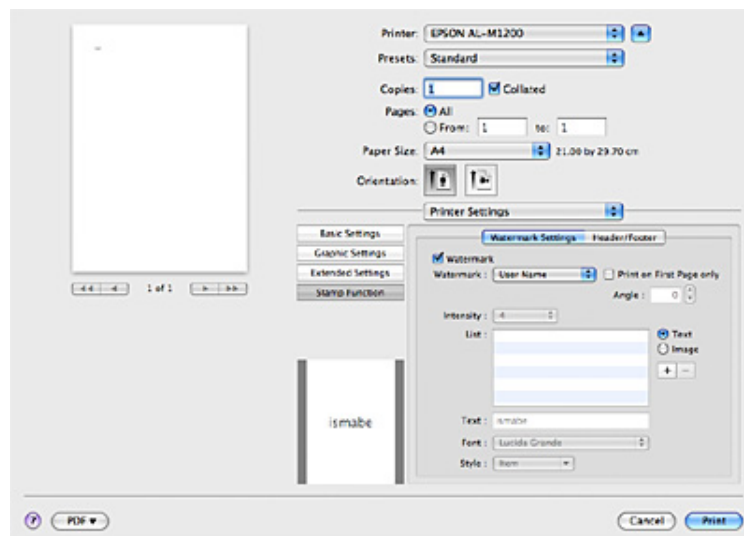 Printer: EPSON AL-M1200
Presets: Standard
Copies: 1 Collated
Pages: All
From: 1 to: 1
Paper Size: A4 21.00 by 29.70 cm
Orientation:
Printer Settings
Basic Settings
Graphic Settings
Extended Settings
Stamp Function
1 of 1
Watermark Settings Header/Footer
Watermark
Watermark : User Name Print on First Page only
Angle : 0
Intensity : 4
List : Text
Image
+ −
ismabe
Text : ismabe
Font : Lucida Grande
Style : Item
? PDF ▾ Cancel Print